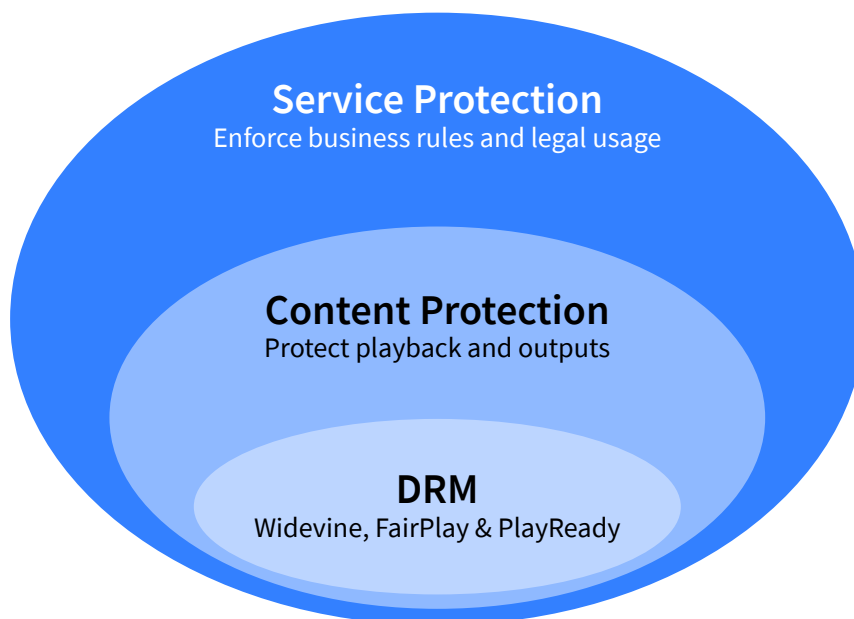 Service Protection
Enforce business rules and legal usage
Content Protection
Protect playback and outputs
DRM
Widevine, FairPlay & PlayReady